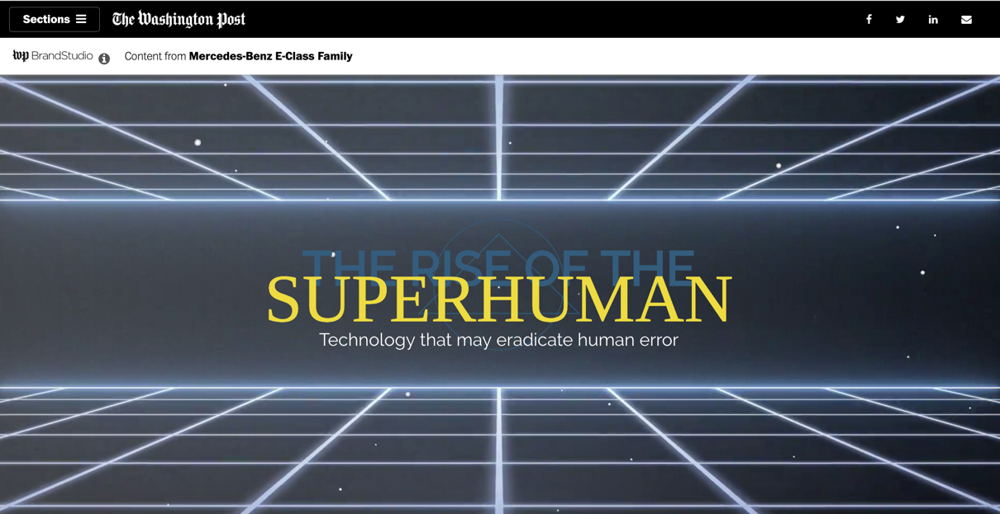 Sections
The Washington Post
wp BrandStudio
Content from Mercedes-Benz E-Class Family
THE RISE OF THE
SUPERHUMAN
Technology that may eradicate human error